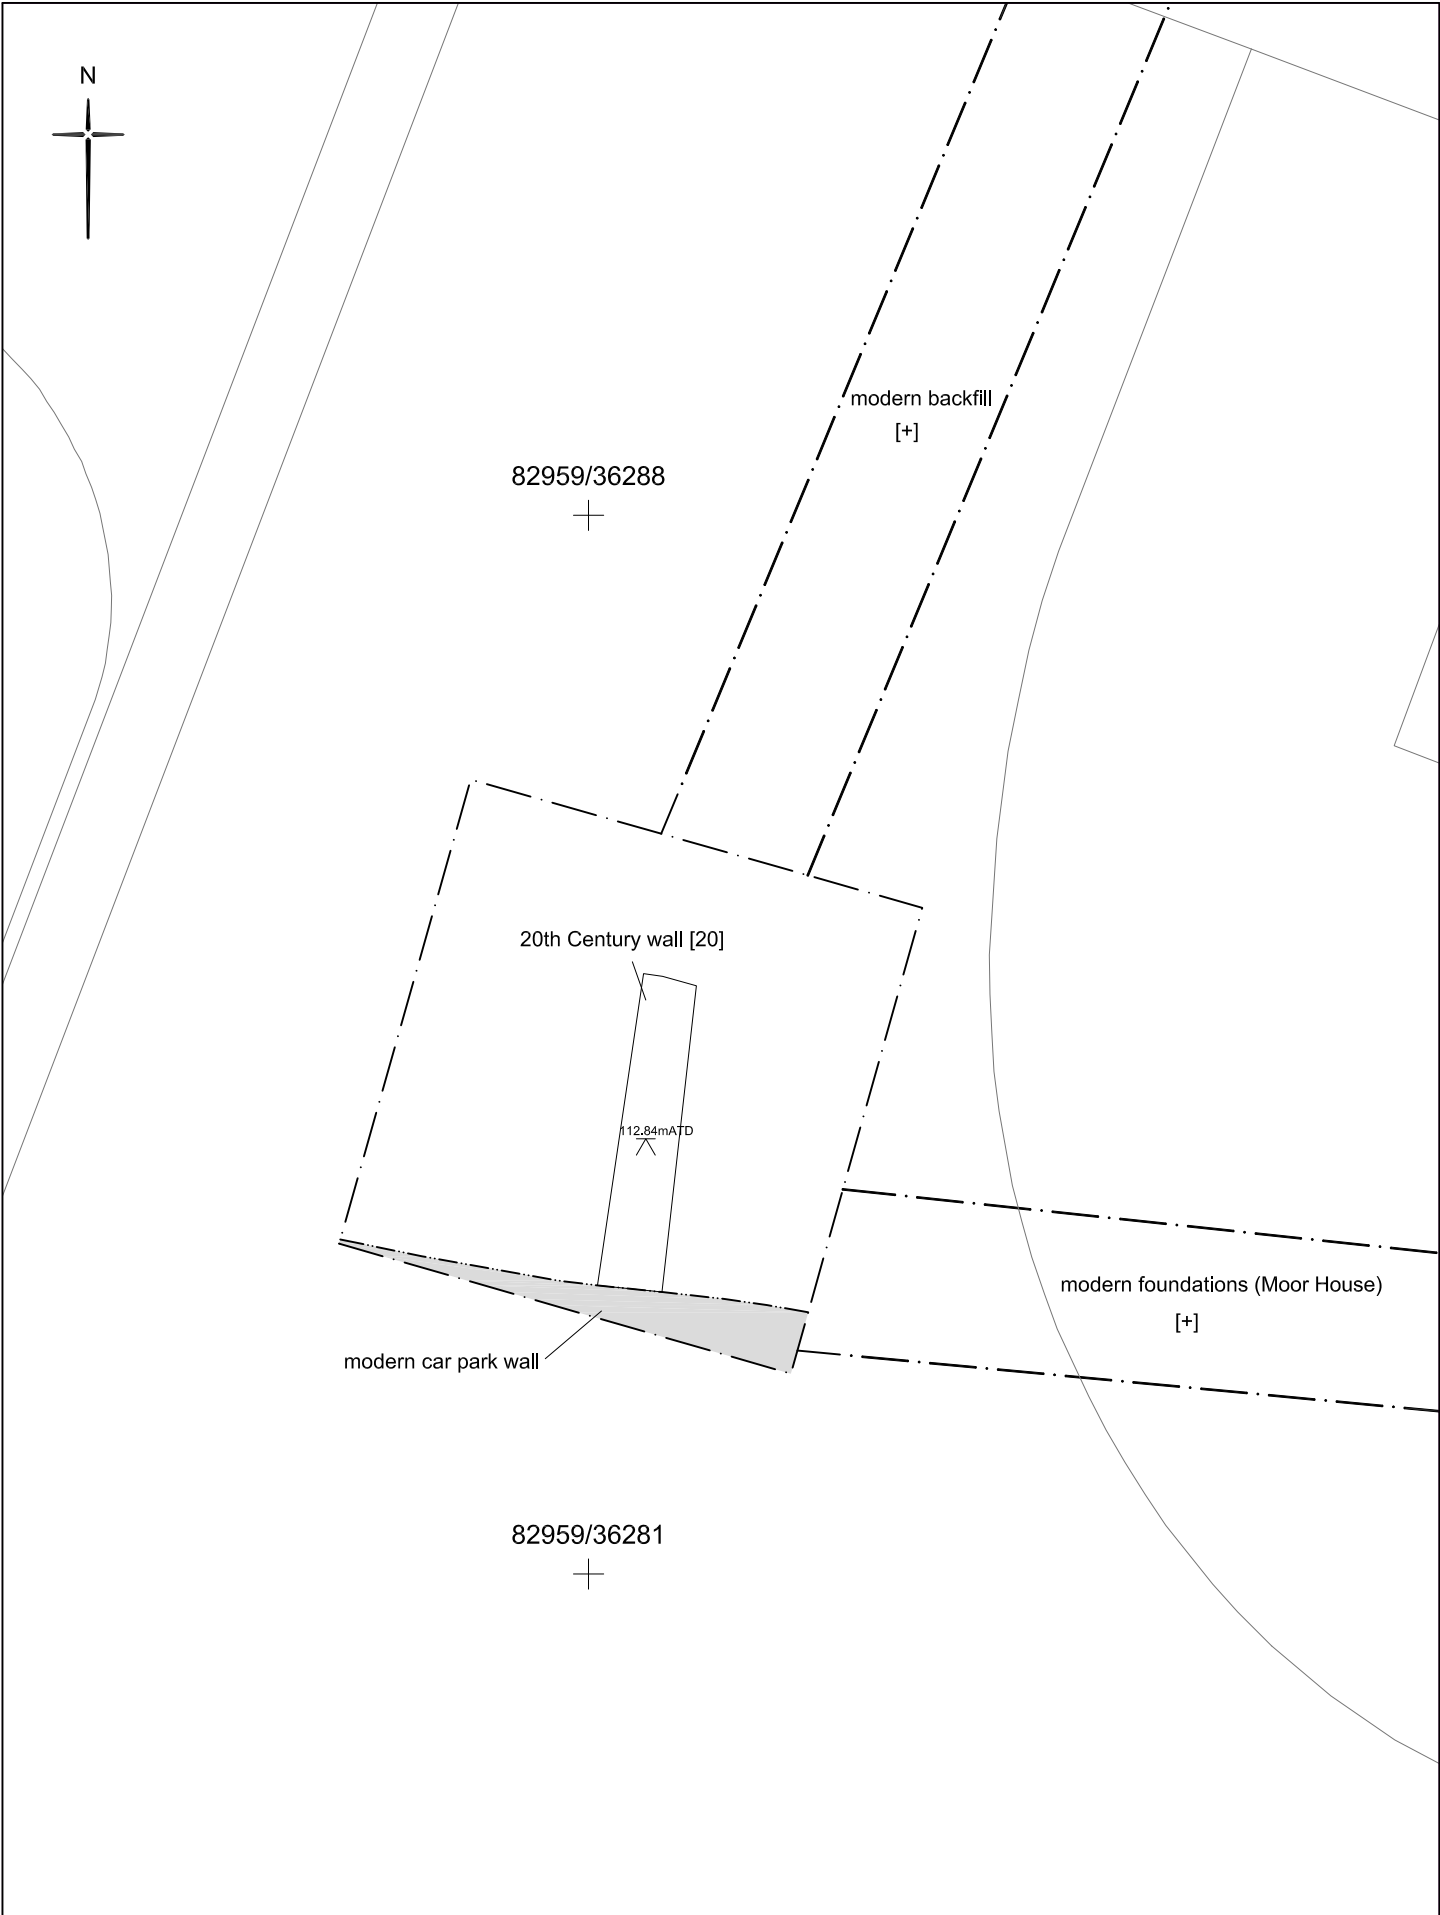 N
modern backfill
[+]
82959/36288
20th Century wall [20]
112.84mATD
modern foundations (Moor House)
[+]
modern car park wall
82959/36281